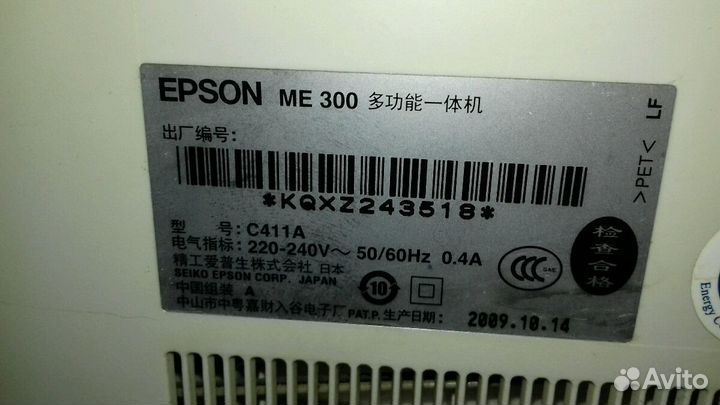 EPSON ME 300 多功能一体机
出厂编号:
*KQXZ243518*
型 号: C411A
电气指标: 220-240V～ 50/60Hz 0.4A
精工爱普生株式会社 日本
SEIKO EPSON CORP. JAPAN
中国组装 A
中山市中粤嘉财入谷电子厂 PAT.P. 生产日期: 2009.10.14
10
CCC
S&E
检查合格
>PET< LF
Energy C
Avito